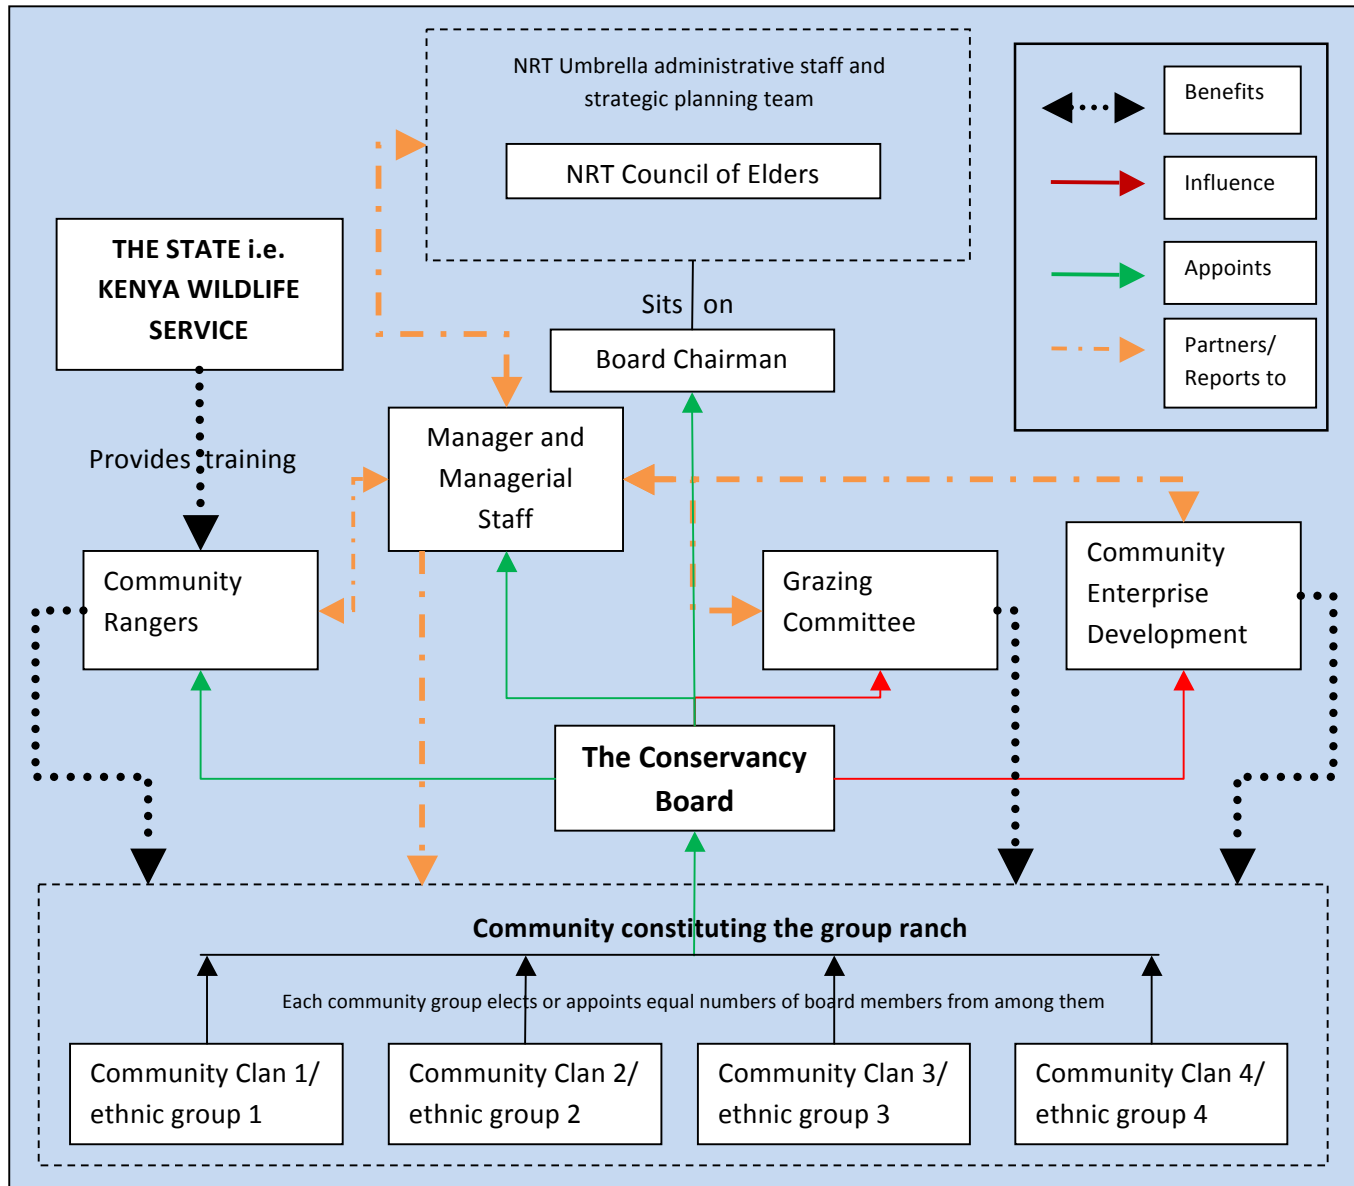 NRT Umbrella administrative staff and
strategic planning team
NRT Council of Elders
Benefits
Influence
Appoints
Partners/
Reports to
THE STATE i.e.
KENYA WILDLIFE
SERVICE
Sits on
Board Chairman
Provides training
Manager and
Managerial
Staff
Community
Rangers
Grazing
Committee
Community
Enterprise
Development
The Conservancy
Board
Community constituting the group ranch
Each community group elects or appoints equal numbers of board members from among them
Community Clan 1/
ethnic group 1
Community Clan 2/
ethnic group 2
Community Clan 3/
ethnic group 3
Community Clan 4/
ethnic group 4